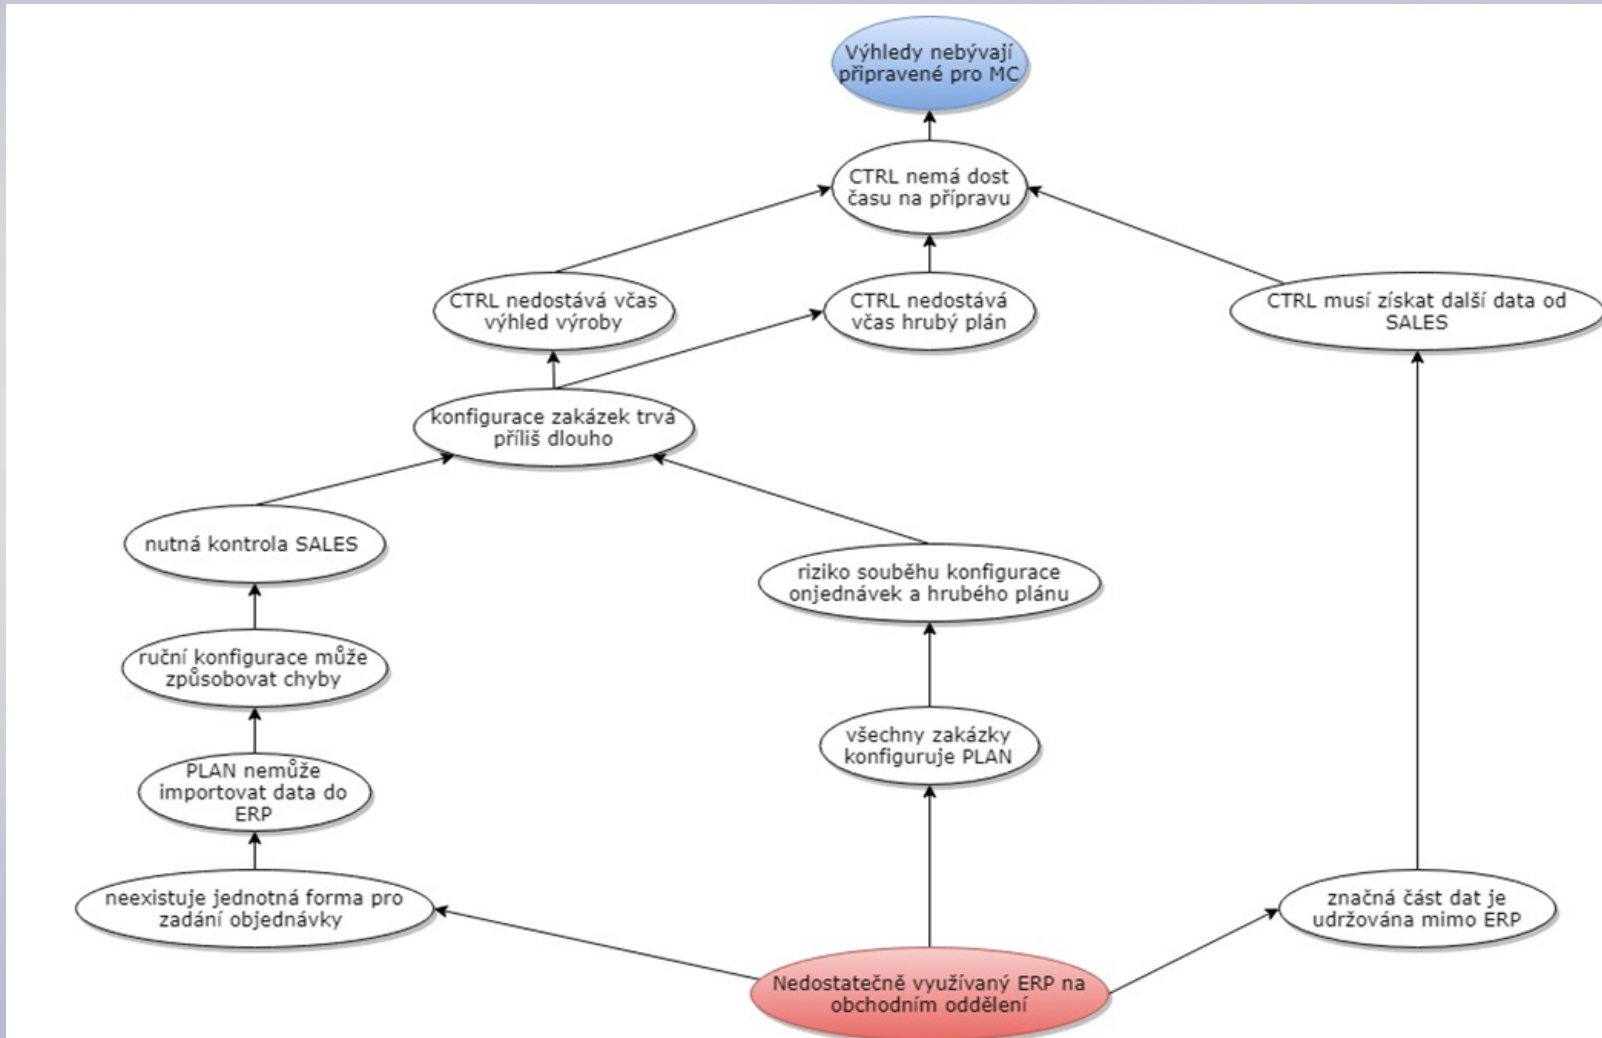 Výhledy nebývají
připravené pro MC
CTRL nemá dost
času na přípravu
CTRL nedostává včas
výhled výroby
CTRL nedostává
včas hrubý plán
CTRL musí získat další data od
SALES
konfigurace zakázek trvá
příliš dlouho
nutná kontrola SALES
riziko souběhu konfigurace
onjednávek a hrubého plánu
ruční konfigurace může
způsobovat chyby
všechny zakázky
konfiguruje PLAN
PLAN nemůže
importovat data do
ERP
neexistuje jednotná forma pro
zadání objednávky
značná část dat je
udržována mimo ERP
Nedostatečně využívaný ERP na
obchodním oddělení